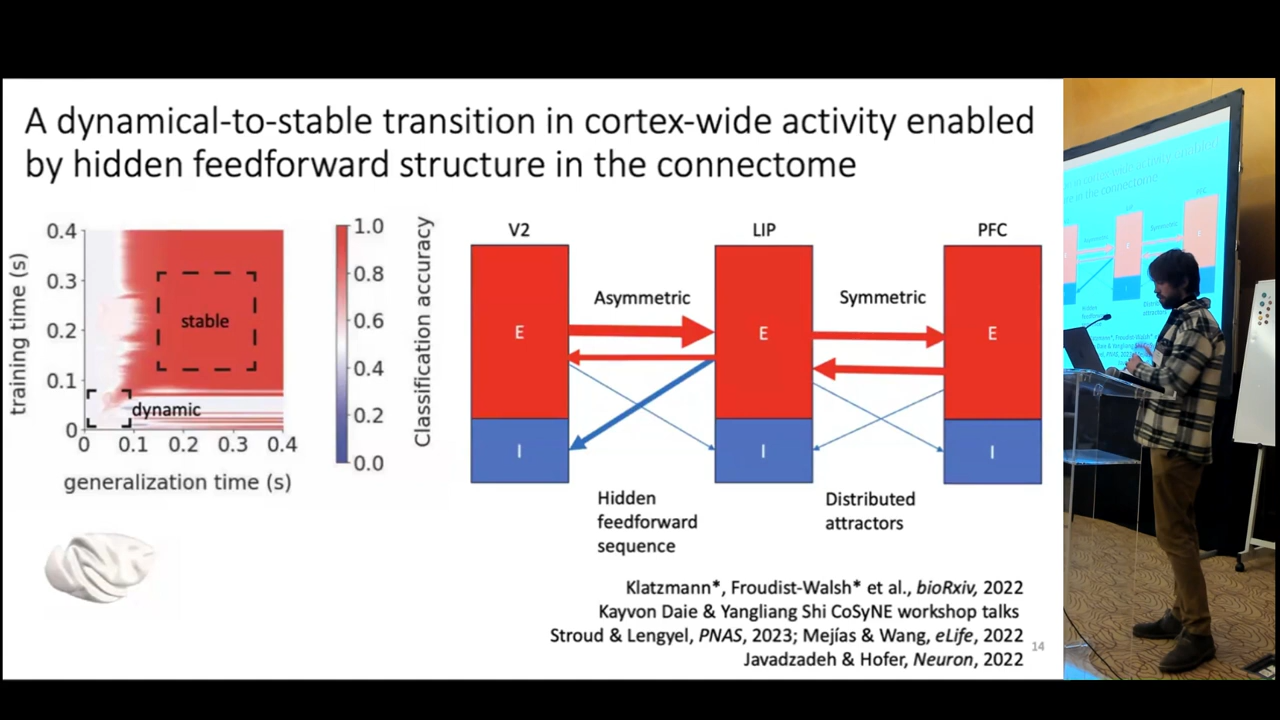 A dynamical-to-stable transition in cortex-wide activity enabled
by hidden feedforward structure in the connectome
training time (s)
0.4
0.3
0.2
0.1
0
stable
dynamic
0 0.1 0.2 0.3 0.4
generalization time (s)
1.0
0.8
0.6
0.4
0.2
0.0
Classification accuracy
V2
LIP
PFC
Asymmetric
Symmetric
E
E
E
I
I
I
Hidden
feedforward
sequence
Distributed
attractors
Klatzmann*, Froudist-Walsh* et al., bioRxiv, 2022
Kayvon Daie & Yangliang Shi CoSyNE workshop talks
Stroud & Lengyel, PNAS, 2023; Mejías & Wang, eLife, 2022
Javadzadeh & Hofer, Neuron, 2022
14